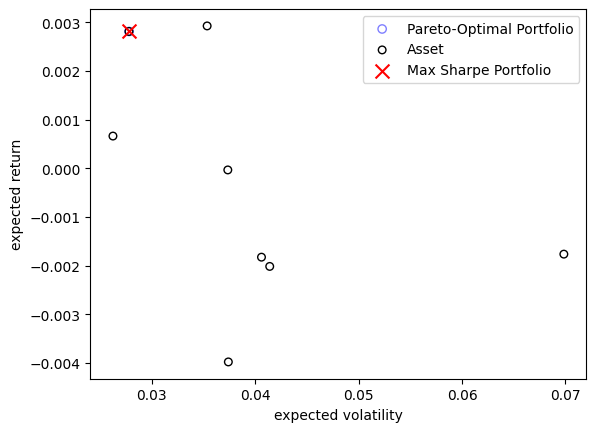 Pareto-Optimal Portfolio
Asset
Max Sharpe Portfolio
0.003
0.002
0.001
0.000
−0.001
−0.002
−0.003
−0.004
expected return
0.03
0.04
0.05
0.06
0.07
expected volatility